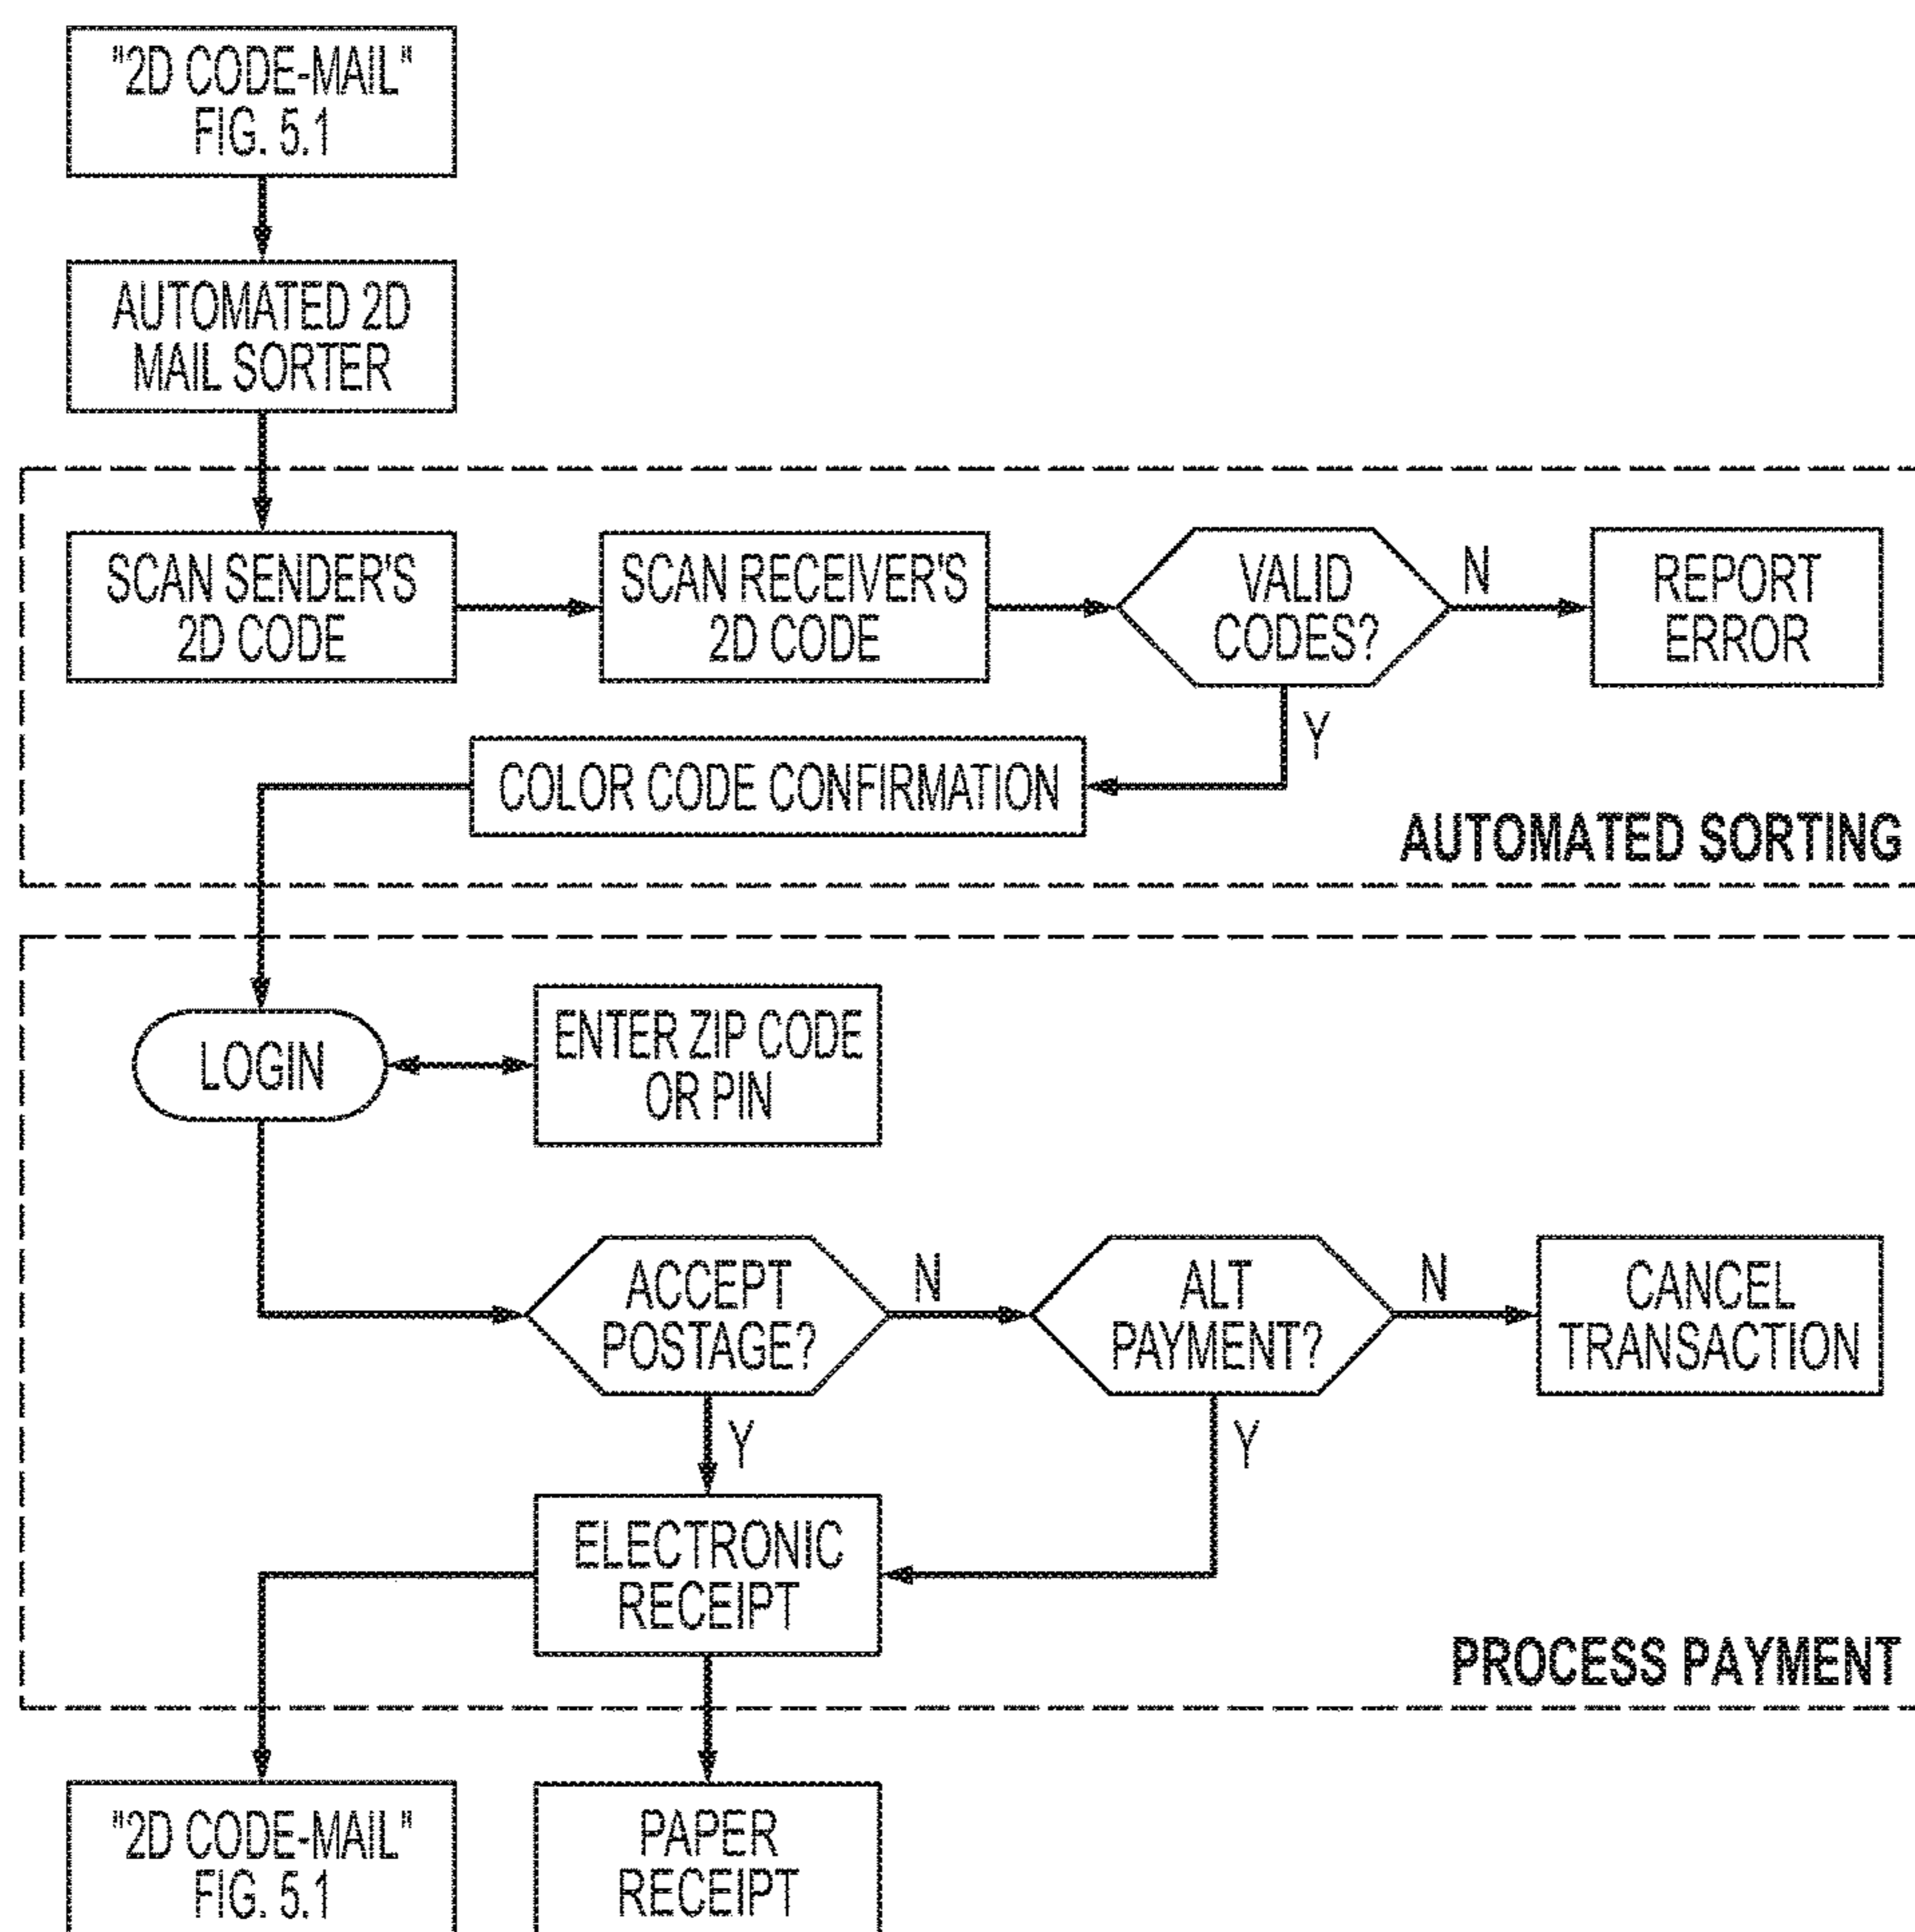 "2D CODE-MAIL"
FIG. 5.1
AUTOMATED 2D
MAIL SORTER
SCAN SENDER'S
2D CODE
SCAN RECEIVER'S
2D CODE
VALID
CODES?
N
REPORT
ERROR
Y
COLOR CODE CONFIRMATION
AUTOMATED SORTING
LOGIN
ENTER ZIP CODE
OR PIN
ACCEPT
POSTAGE?
N
ALT
PAYMENT?
N
CANCEL
TRANSACTION
Y
Y
ELECTRONIC
RECEIPT
PROCESS PAYMENT
"2D CODE-MAIL"
FIG. 5.1
PAPER
RECEIPT